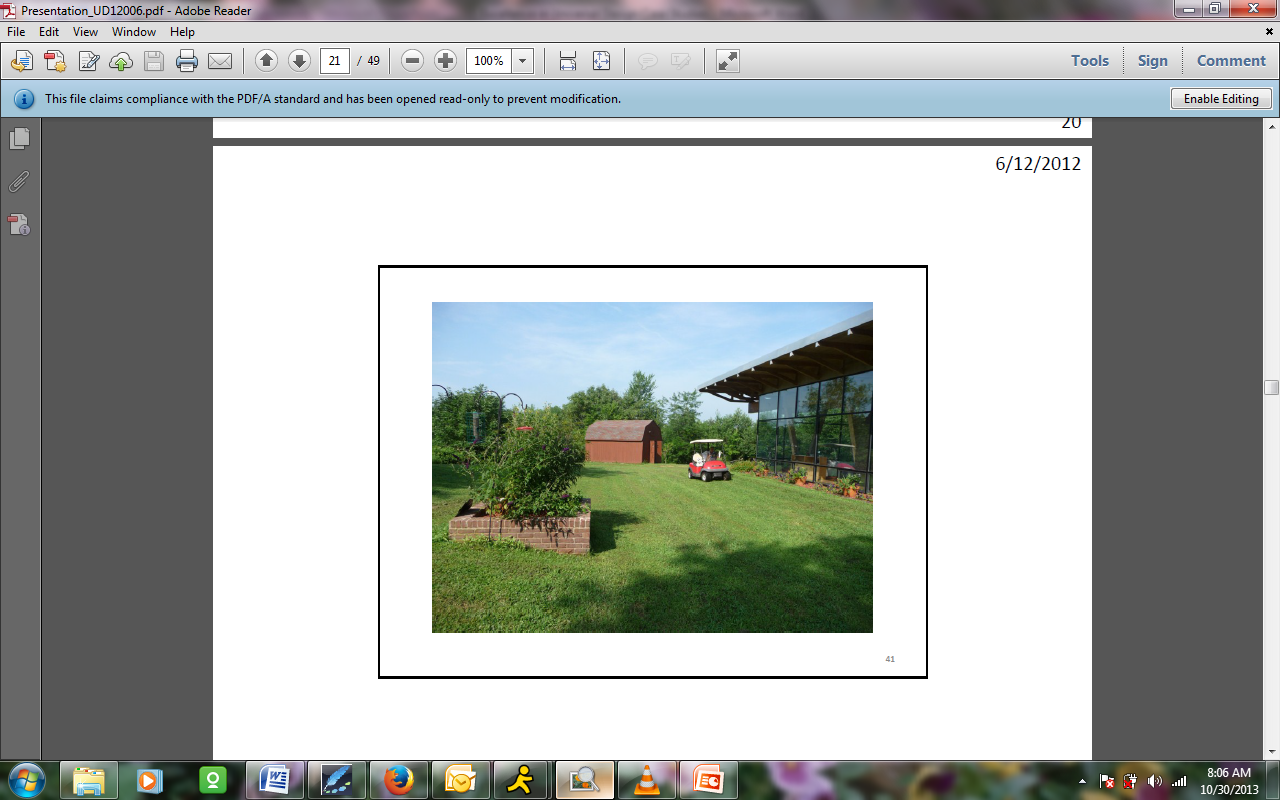 Presentation_UD12006.pdf - Adobe Reader
File Edit View Window Help
21 / 49 100% Tools Sign Comment
This file claims compliance with the PDF/A standard and has been opened read-only to prevent modification. Enable Editing
20
6/12/2012
41
8:06 AM
10/30/2013